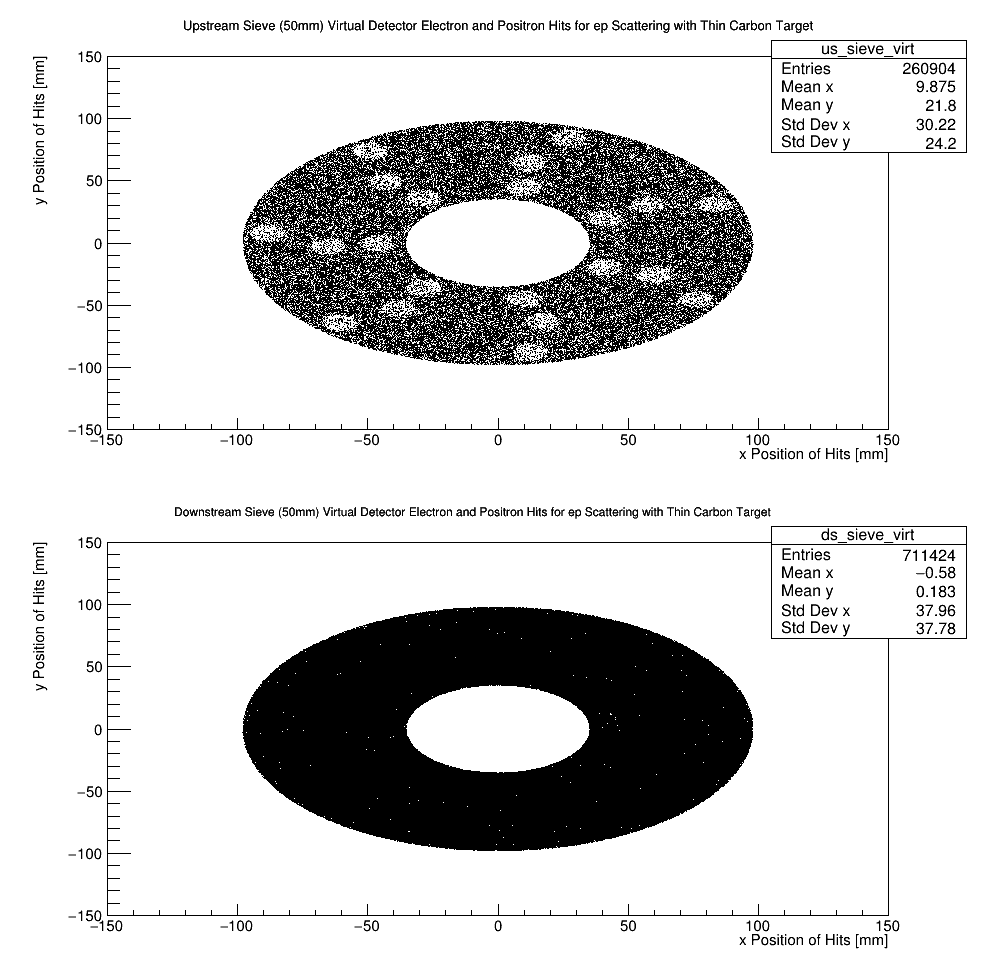 Upstream Sieve (50mm) Virtual Detector Electron and Positron Hits for ep Scattering with Thin Carbon Target
us_sieve_virt
Entries 260904
Mean x 9.875
Mean y 21.8
Std Dev x 30.22
Std Dev y 24.2
y Position of Hits [mm]
150
100
50
0
−50
−100
−150
−150 −100 −50 0 50 100 150
x Position of Hits [mm]
Downstream Sieve (50mm) Virtual Detector Electron and Positron Hits for ep Scattering with Thin Carbon Target
ds_sieve_virt
Entries 711424
Mean x −0.58
Mean y 0.183
Std Dev x 37.96
Std Dev y 37.78
y Position of Hits [mm]
150
100
50
0
−50
−100
−150
−150 −100 −50 0 50 100 150
x Position of Hits [mm]